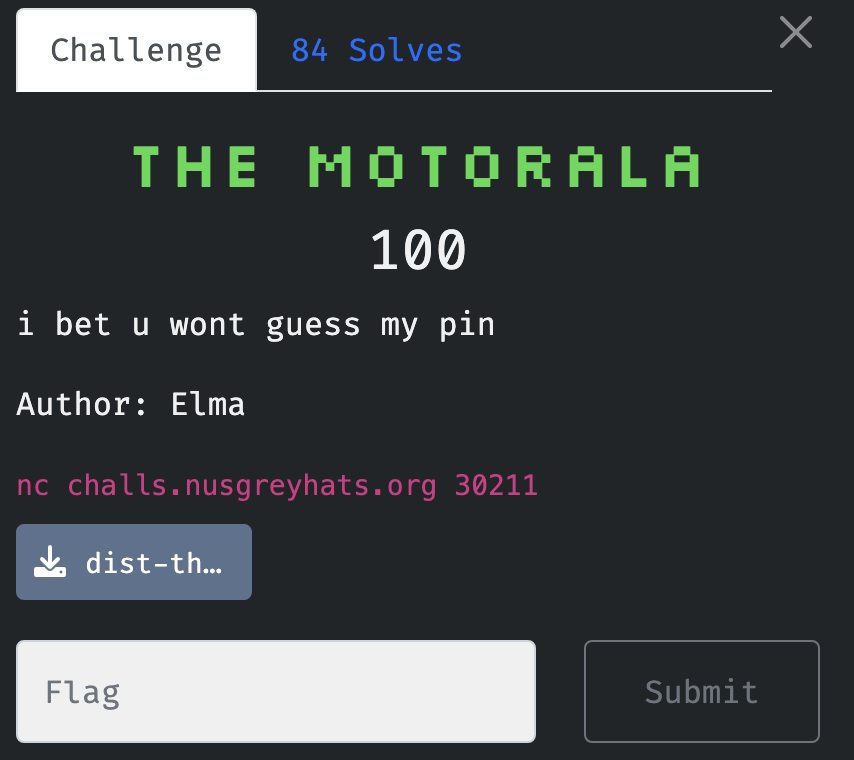 Challenge 84 Solves
THE MOTORALA
100
i bet u wont guess my pin
Author: Elma
nc challs.nusgreyhats.org 30211
dist-th…
Flag Submit